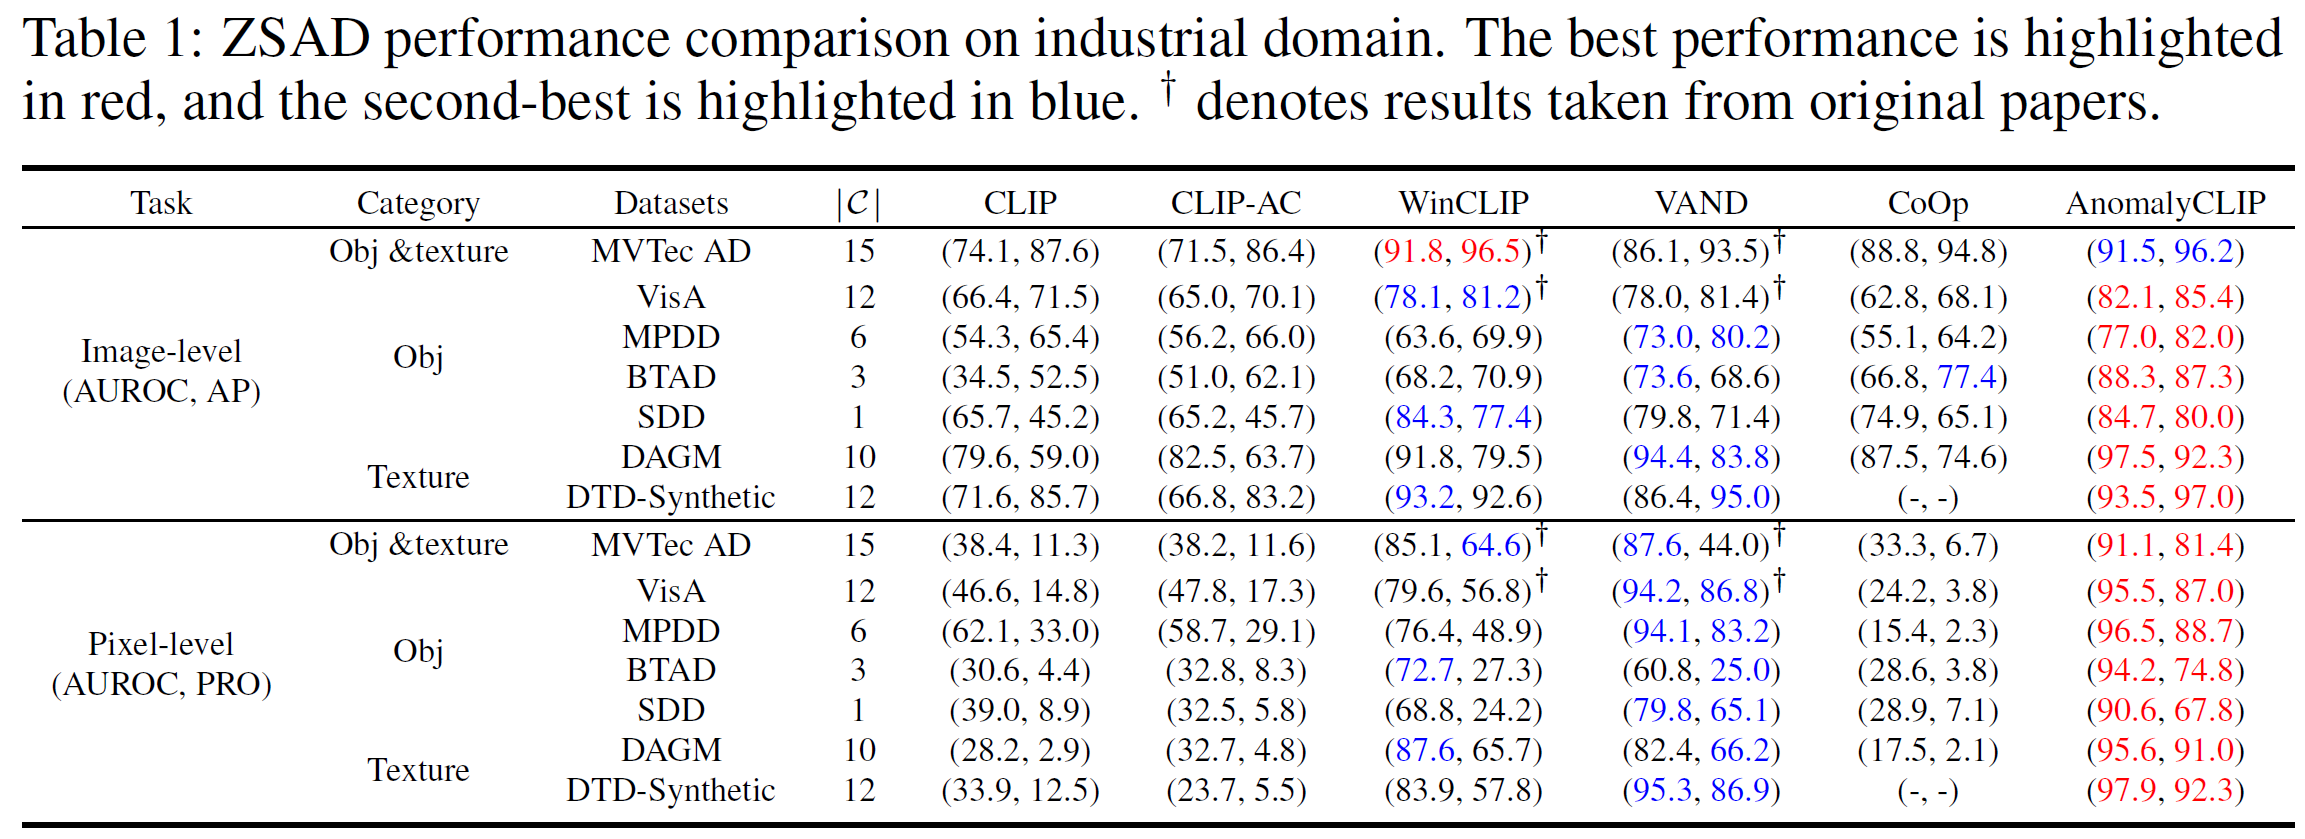 Table 1: ZSAD performance comparison on industrial domain. The best performance is highlighted
in red, and the second-best is highlighted in blue. † denotes results taken from original papers.
Task Category Datasets |C| CLIP CLIP-AC WinCLIP VAND CoOp AnomalyCLIP
Image-level
(AUROC, AP)
Obj &texture MVTec AD 15 (74.1, 87.6) (71.5, 86.4) (91.8, 96.5)† (86.1, 93.5)† (88.8, 94.8) (91.5, 96.2)
Obj
VisA 12 (66.4, 71.5) (65.0, 70.1) (78.1, 81.2)† (78.0, 81.4)† (62.8, 68.1) (82.1, 85.4)
MPDD 6 (54.3, 65.4) (56.2, 66.0) (63.6, 69.9) (73.0, 80.2) (55.1, 64.2) (77.0, 82.0)
BTAD 3 (34.5, 52.5) (51.0, 62.1) (68.2, 70.9) (73.6, 68.6) (66.8, 77.4) (88.3, 87.3)
SDD 1 (65.7, 45.2) (65.2, 45.7) (84.3, 77.4) (79.8, 71.4) (74.9, 65.1) (84.7, 80.0)
Texture
DAGM 10 (79.6, 59.0) (82.5, 63.7) (91.8, 79.5) (94.4, 83.8) (87.5, 74.6) (97.5, 92.3)
DTD-Synthetic 12 (71.6, 85.7) (66.8, 83.2) (93.2, 92.6) (86.4, 95.0) (-, -) (93.5, 97.0)
Pixel-level
(AUROC, PRO)
Obj &texture MVTec AD 15 (38.4, 11.3) (38.2, 11.6) (85.1, 64.6)† (87.6, 44.0)† (33.3, 6.7) (91.1, 81.4)
Obj
VisA 12 (46.6, 14.8) (47.8, 17.3) (79.6, 56.8)† (94.2, 86.8)† (24.2, 3.8) (95.5, 87.0)
MPDD 6 (62.1, 33.0) (58.7, 29.1) (76.4, 48.9) (94.1, 83.2) (15.4, 2.3) (96.5, 88.7)
BTAD 3 (30.6, 4.4) (32.8, 8.3) (72.7, 27.3) (60.8, 25.0) (28.6, 3.8) (94.2, 74.8)
SDD 1 (39.0, 8.9) (32.5, 5.8) (68.8, 24.2) (79.8, 65.1) (28.9, 7.1) (90.6, 67.8)
Texture
DAGM 10 (28.2, 2.9) (32.7, 4.8) (87.6, 65.7) (82.4, 66.2) (17.5, 2.1) (95.6, 91.0)
DTD-Synthetic 12 (33.9, 12.5) (23.7, 5.5) (83.9, 57.8) (95.3, 86.9) (-, -) (97.9, 92.3)